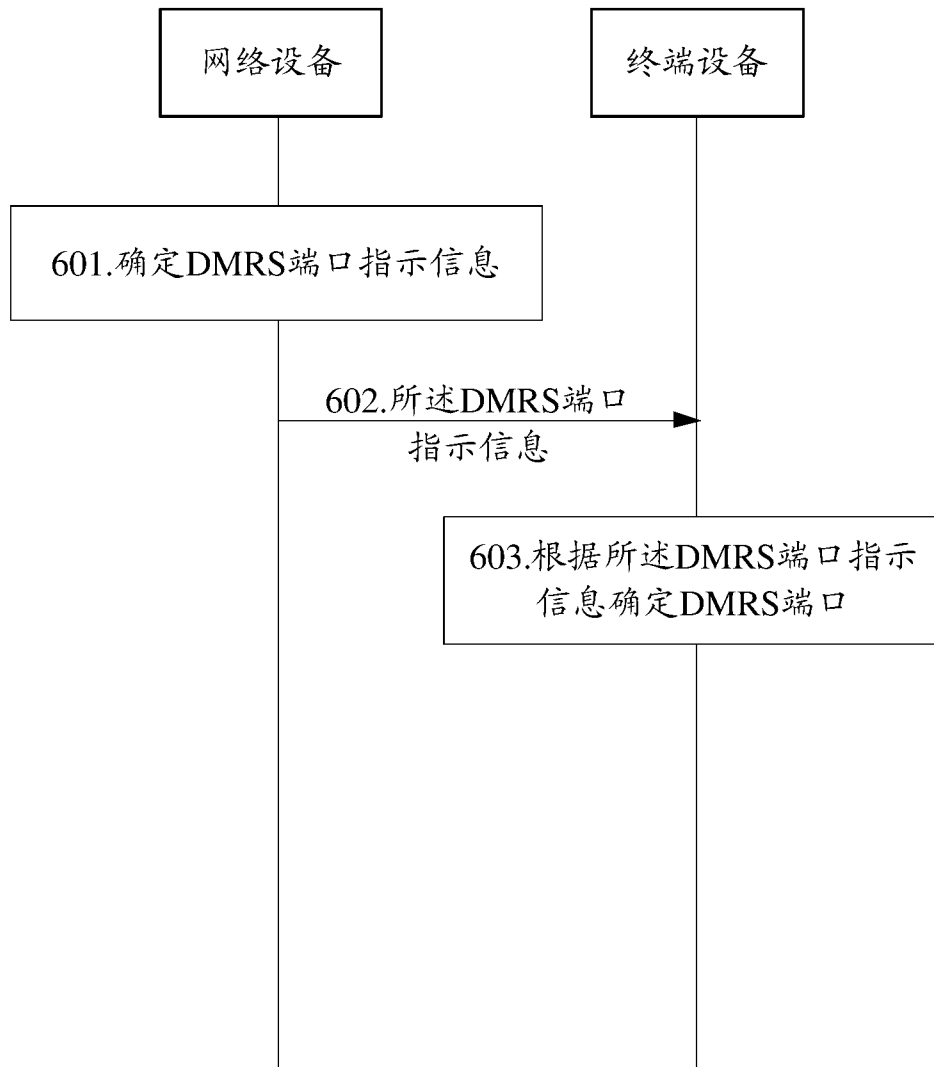 网络设备
终端设备
601.确定DMRS端口指示信息
602.所述DMRS端口
指示信息
603.根据所述DMRS端口指示
信息确定DMRS端口